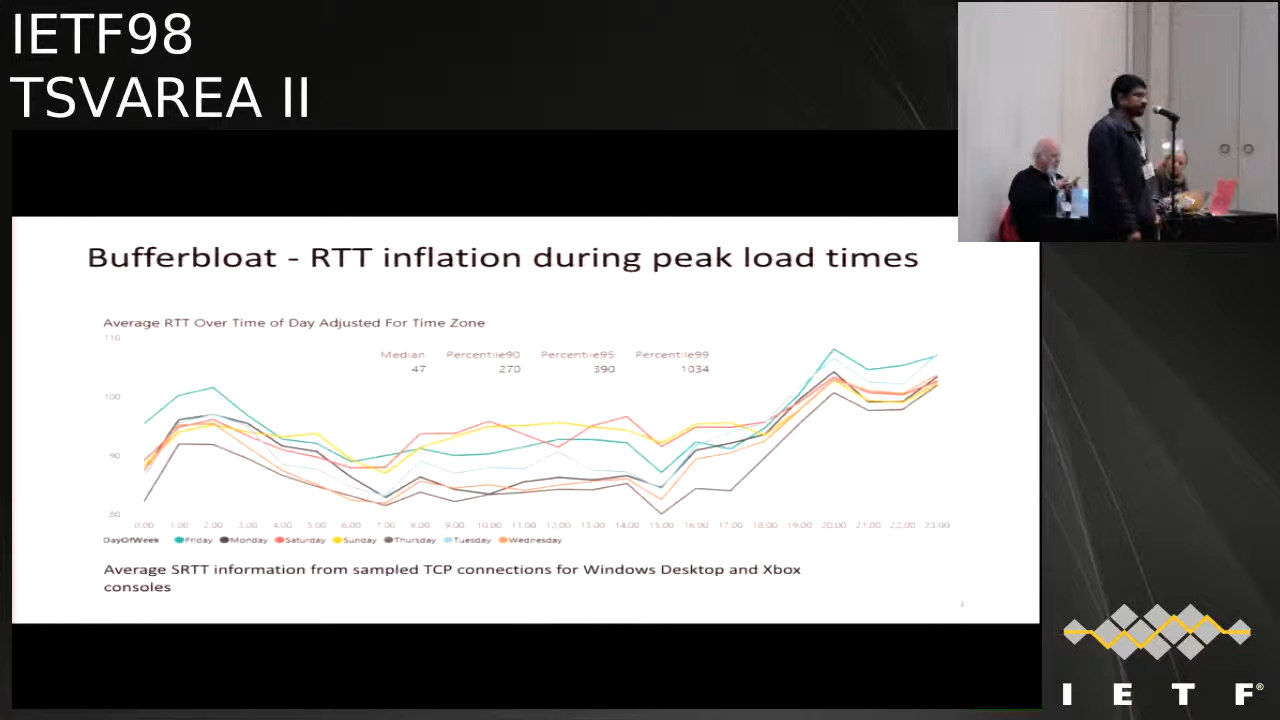 IETF98
TSVAREA II
Bufferbloat - RTT inflation during peak load times
Average RTT Over Time of Day Adjusted For Time Zone
110
Median Percentile90 Percentile95 Percentile99
47 270 390 1034
100
90
80
0.00 1.00 2.00 3.00 4.00 5.00 6.00 7.00 8.00 9.00 10.00 11.00 12.00 13.00 14.00 15.00 16.00 17.00 18.00 19.00 20.00 21.00 22.00 23.00
DayOfWeek Friday Monday Saturday Sunday Thursday Tuesday Wednesday
Average SRTT information from sampled TCP connections for Windows Desktop and Xbox
consoles
I E T F®